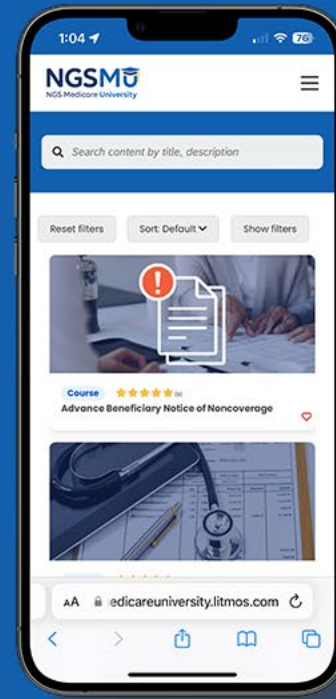 1:04
76
NGSMU
NGS Medicare University
Search content by title, description
Reset filters
Sort: Default
Show filters
!
Course
Advance Beneficiary Notice of Noncoverage
AA
edicareuniversity.litmos.com